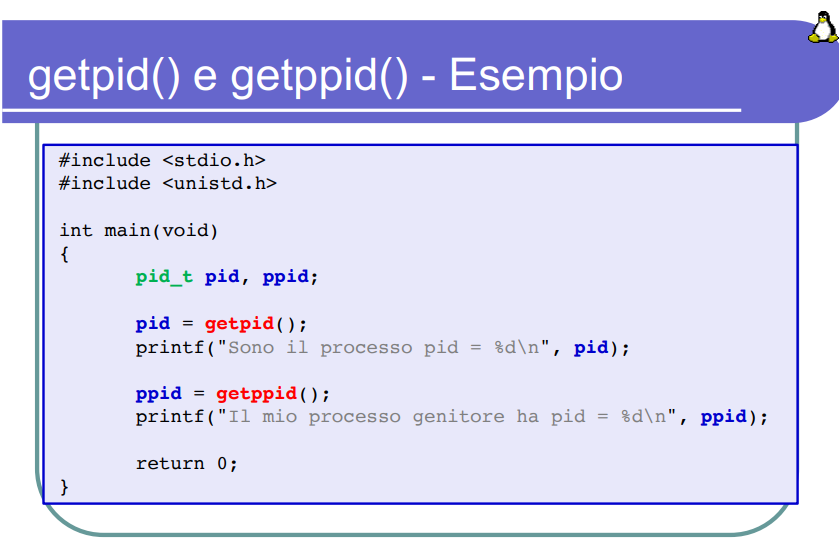 getpid() e getppid() - Esempio
#include <stdio.h>
#include <unistd.h>
int main(void)
{
pid_t pid, ppid;
pid = getpid();
printf("Sono il processo pid = %d\n", pid);
ppid = getppid();
printf("Il mio processo genitore ha pid = %d\n", ppid);
return 0;
}